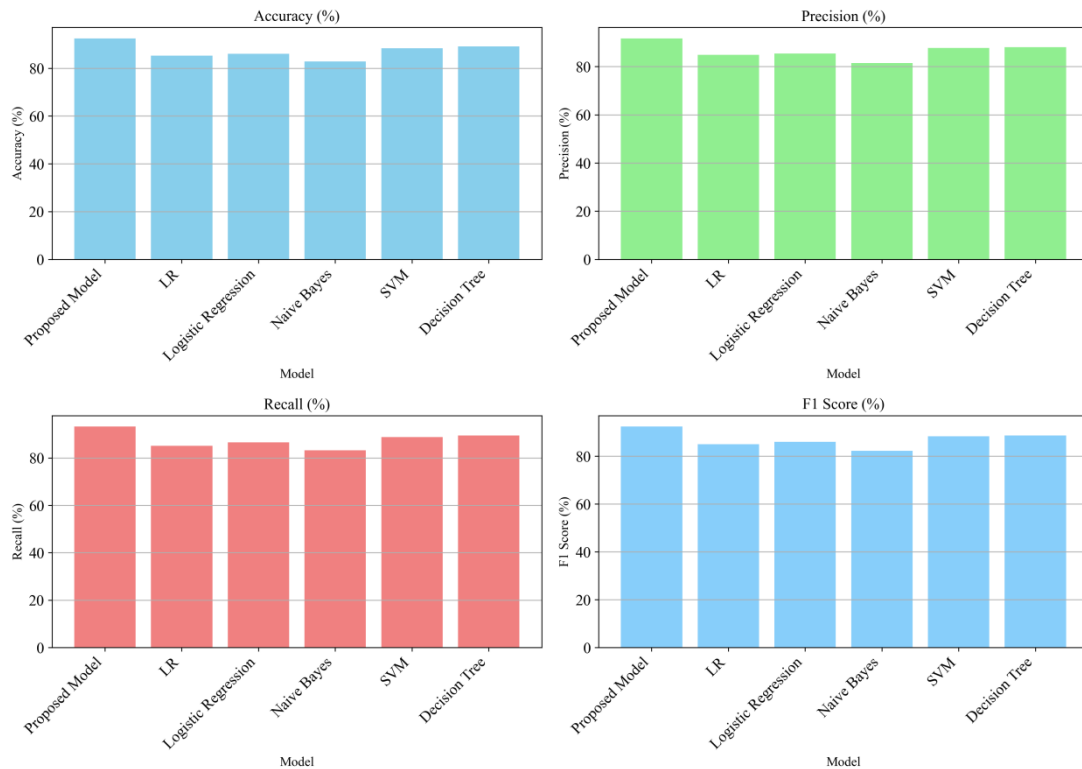 Accuracy (%)
Accuracy (%)
80
60
40
20
0
Proposed Model
LR
Logistic Regression
Naive Bayes
SVM
Decision Tree
Model
Precision (%)
Precision (%)
80
60
40
20
0
Proposed Model
LR
Logistic Regression
Naive Bayes
SVM
Decision Tree
Model
Recall (%)
Recall (%)
80
60
40
20
0
Proposed Model
LR
Logistic Regression
Naive Bayes
SVM
Decision Tree
Model
F1 Score (%)
F1 Score (%)
80
60
40
20
0
Proposed Model
LR
Logistic Regression
Naive Bayes
SVM
Decision Tree
Model